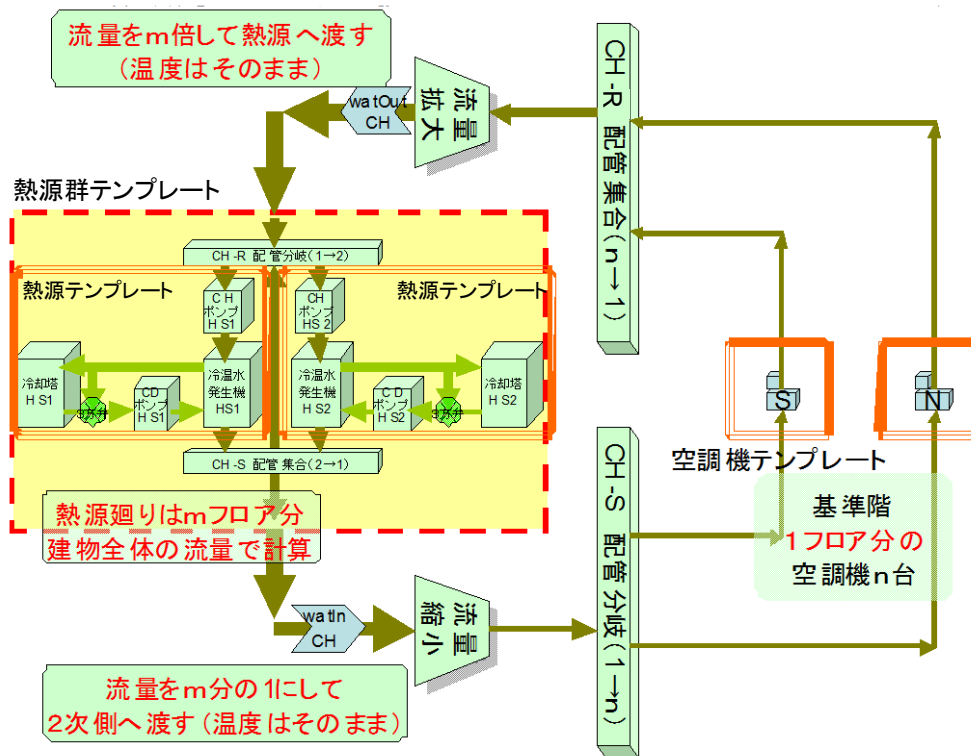 流量をm倍して熱源へ渡す
(温度はそのまま)
watOut
CH
流量
拡大
CH-R 配管集合(n→1)
熱源群テンプレート
CH-R 配管分岐(1→2)
熱源テンプレート
熱源テンプレート
CH
ポンプ
HS1
CH
ポンプ
HS2
冷却塔
HS1
3方弁
CD
ポンプ
HS1
冷温水
発生機
HS1
冷温水
発生機
HS2
CD
ポンプ
HS2
3方弁
冷却塔
HS2
CH-S 配管集合(2→1)
S
N
空調機テンプレート
基準階
1フロア分の
空調機n台
熱源廻りはmフロア分
建物全体の流量で計算
watIn
CH
流量
縮小
CH-S 配管分岐(1→n)
流量をm分の1にして
2次側へ渡す(温度はそのまま)